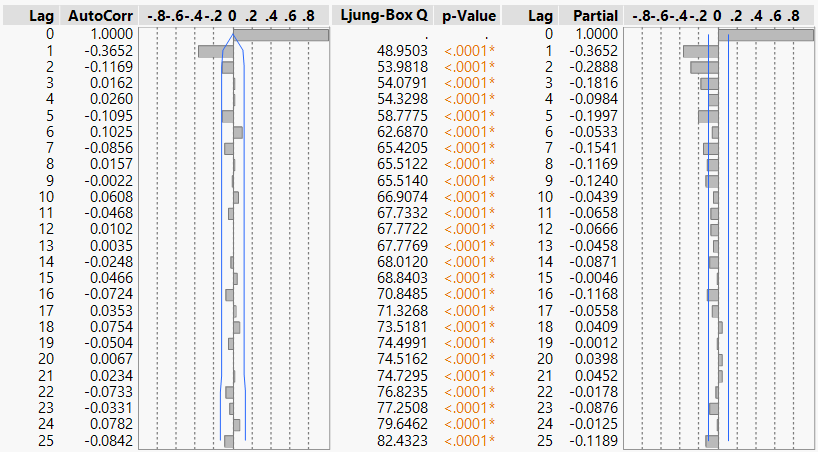 Lag AutoCorr -.8-.6-.4-.2 0 .2 .4 .6 .8 Ljung-Box Q p-Value Lag Partial -.8-.6-.4-.2 0 .2 .4 .6 .8
0 1.0000 . . 0 1.0000
1 -0.3652 48.9503 <.0001* 1 -0.3652
2 -0.1169 53.9818 <.0001* 2 -0.2888
3 0.0162 54.0791 <.0001* 3 -0.1816
4 0.0260 54.3298 <.0001* 4 -0.0984
5 -0.1095 58.7775 <.0001* 5 -0.1997
6 0.1025 62.6870 <.0001* 6 -0.0533
7 -0.0856 65.4205 <.0001* 7 -0.1541
8 0.0157 65.5122 <.0001* 8 -0.1169
9 -0.0022 65.5140 <.0001* 9 -0.1240
10 0.0608 66.9074 <.0001* 10 -0.0439
11 -0.0468 67.7332 <.0001* 11 -0.0658
12 0.0102 67.7722 <.0001* 12 -0.0666
13 0.0035 67.7769 <.0001* 13 -0.0458
14 -0.0248 68.0120 <.0001* 14 -0.0871
15 0.0466 68.8403 <.0001* 15 -0.0046
16 -0.0724 70.8485 <.0001* 16 -0.1168
17 0.0353 71.3268 <.0001* 17 -0.0558
18 0.0754 73.5181 <.0001* 18 0.0409
19 -0.0504 74.4991 <.0001* 19 -0.0012
20 0.0067 74.5162 <.0001* 20 0.0398
21 0.0234 74.7295 <.0001* 21 0.0452
22 -0.0733 76.8235 <.0001* 22 -0.0178
23 -0.0331 77.2508 <.0001* 23 -0.0876
24 0.0782 79.6462 <.0001* 24 -0.0125
25 -0.0842 82.4323 <.0001* 25 -0.1189